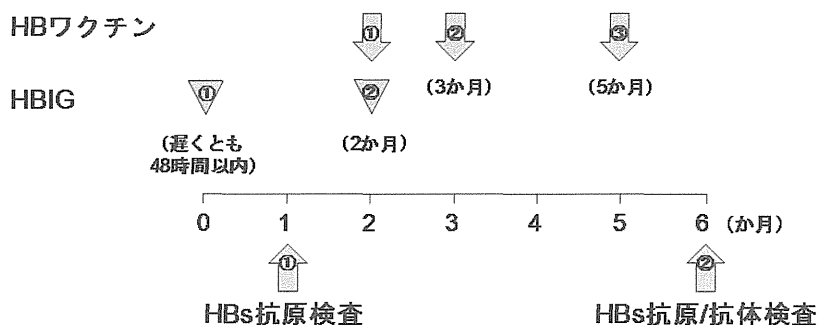 HBワクチン
① ② ③
(3か月) (5か月)
HBIG
① ②
(遅くとも
48時間以内)
(2か月)
0 1 2 3 4 5 6 (か月)
① ②
HBs抗原検査 HBs抗原/抗体検査